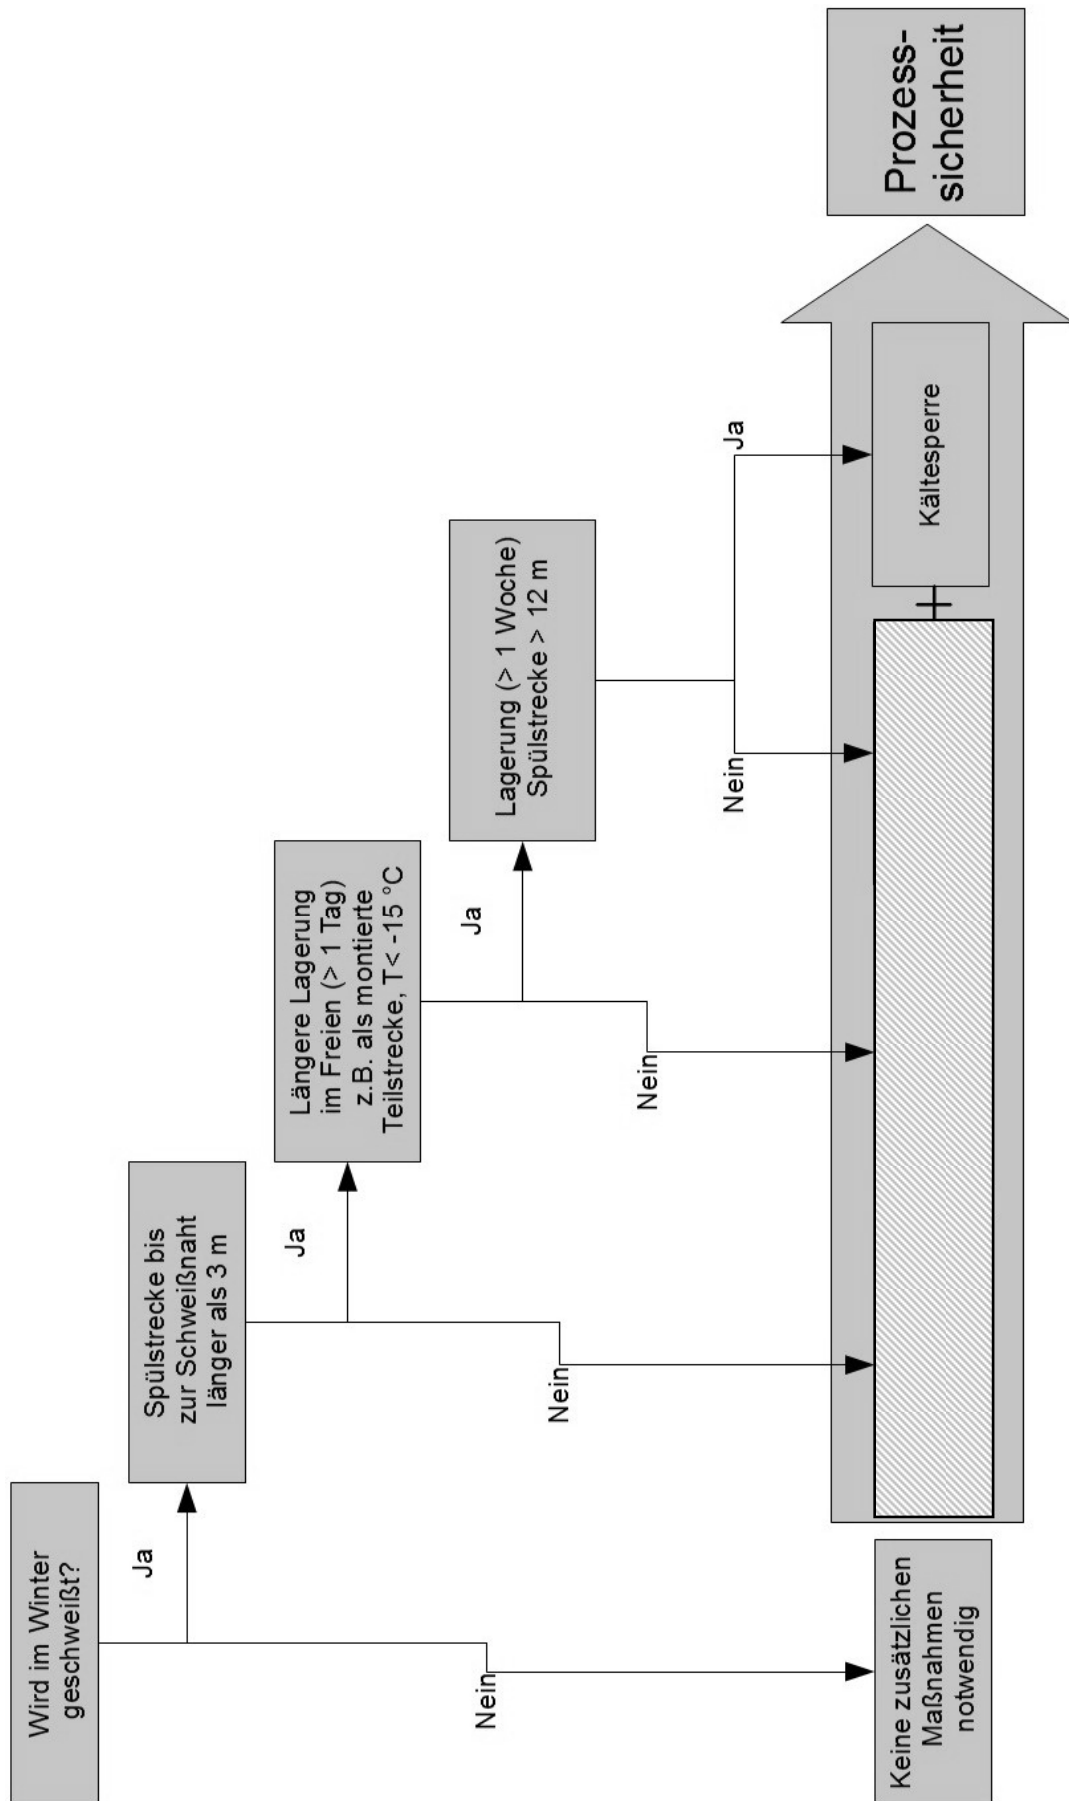 Wird im Winter
geschweißt?
Ja
Nein
Spülstrecke bis
zur Schweißnaht
länger als 3 m
Ja
Nein
Längere Lagerung
im Freien (> 1 Tag)
z.B. als montierte
Teilstrecke, T< -15 °C
Ja
Nein
Lagerung (> 1 Woche)
Spülstrecke > 12 m
Nein
Ja
Keine zusätzlichen
Maßnahmen
notwendig
+
Kältesperre
Prozess-
sicherheit